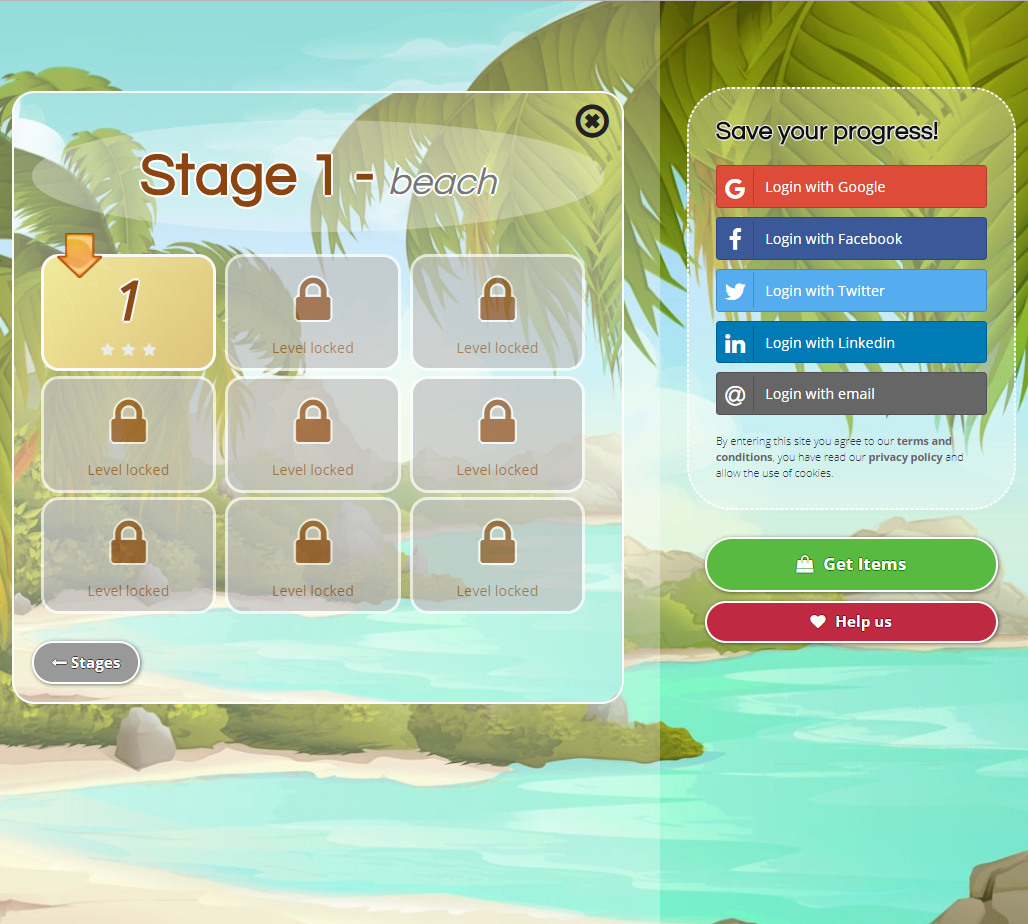 Stage 1 - beach
1
Level locked
Level locked
Level locked
Level locked
Level locked
Level locked
Level locked
Level locked
← Stages
Save your progress!
Login with Google
Login with Facebook
Login with Twitter
Login with Linkedin
@ Login with email
By entering this site you agree to our terms and
conditions, you have read our privacy policy and
allow the use of cookies.
Get Items
Help us